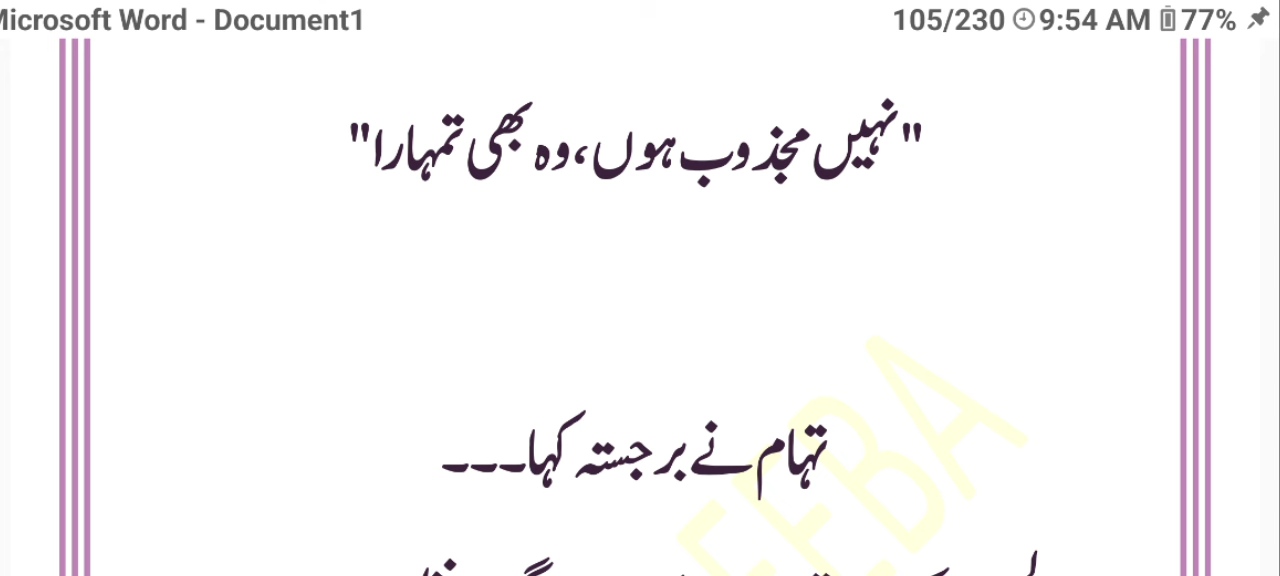 Microsoft Word - Document1 105/230 9:54 AM 77%
"نہیں مجذوب ہوں، وہ بھی تمہارا"
تہام نے برجستہ کہا۔۔۔